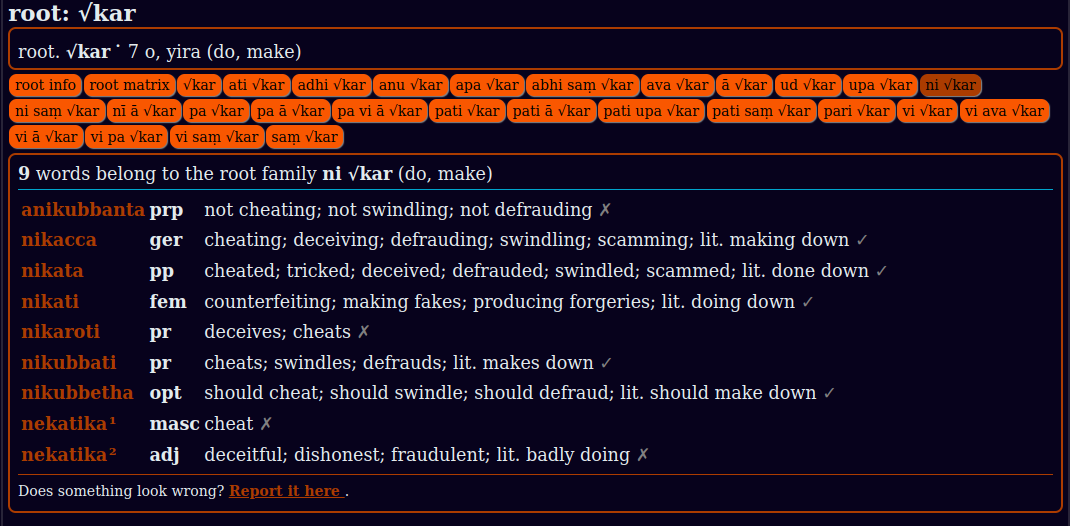 root: √kar
root. √kar ・ 7 o, yira (do, make)
root info root matrix √kar ati √kar adhi √kar anu √kar apa √kar abhi saṃ √kar ava √kar ā √kar ud √kar upa √kar ni √kar
ni saṃ √kar nī ā √kar pa √kar pa ā √kar pa vi ā √kar pati √kar pati ā √kar pati upa √kar pati saṃ √kar pari √kar vi √kar vi ava √kar
vi ā √kar vi pa √kar vi saṃ √kar saṃ √kar
9 words belong to the root family ni √kar (do, make)
anikubbanta prp not cheating; not swindling; not defrauding ✗
nikacca ger cheating; deceiving; defrauding; swindling; scamming; lit. making down ✓
nikata pp cheated; tricked; deceived; defrauded; swindled; scammed; lit. done down ✓
nikati fem counterfeiting; making fakes; producing forgeries; lit. doing down ✓
nikaroti pr deceives; cheats ✗
nikubbati pr cheats; swindles; defrauds; lit. makes down ✓
nikubbetha opt should cheat; should swindle; should defraud; lit. should make down ✓
nekatika¹ masc cheat ✗
nekatika² adj deceitful; dishonest; fraudulent; lit. badly doing ✗
Does something look wrong? Report it here .